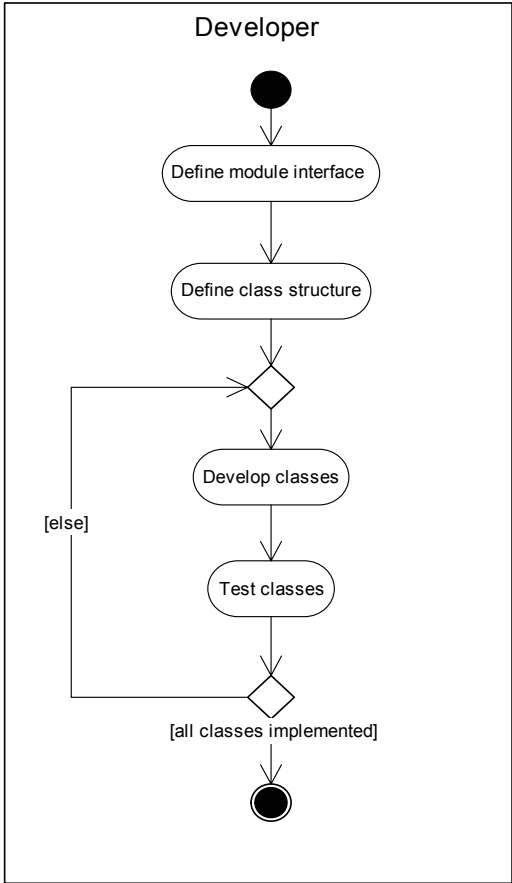 Developer
Define module interface
Define class structure
Develop classes
[else]
Test classes
[all classes implemented]